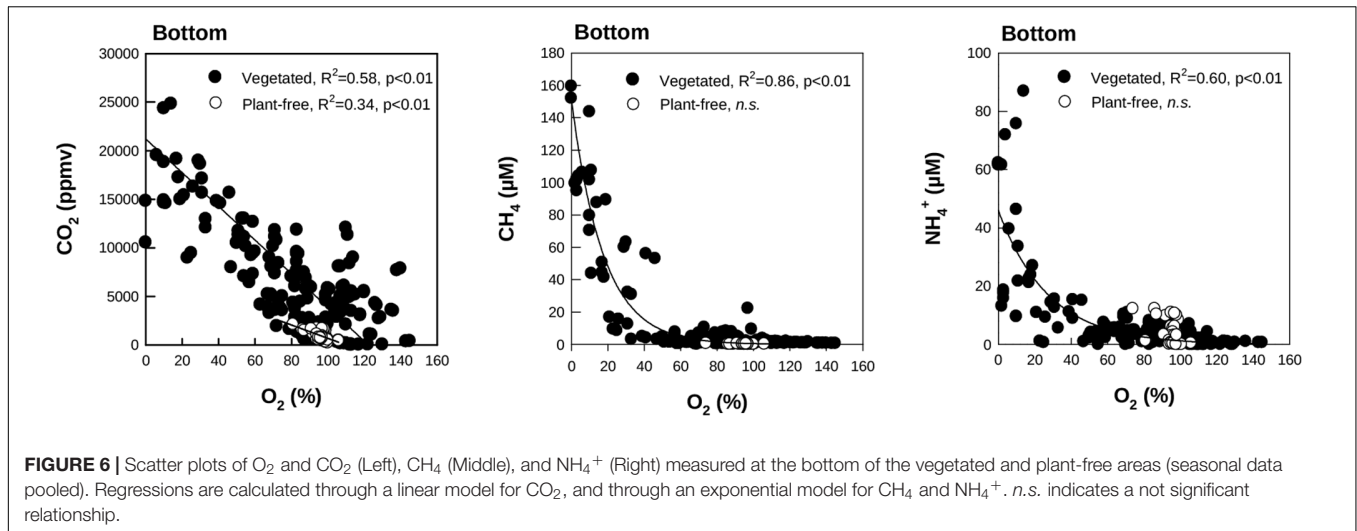 Bottom
30000
25000
20000
15000
10000
5000
0
0 20 40 60 80 100 120 140 160
CO₂ (ppmv)
O₂ (%)
Vegetated, R²=0.58, p<0.01
Plant-free, R²=0.34, p<0.01
Bottom
180
160
140
120
100
80
60
40
20
0
0 20 40 60 80 100 120 140 160
CH₄ (µM)
O₂ (%)
Vegetated, R²=0.86, p<0.01
Plant-free, n.s.
Bottom
100
80
60
40
20
0
0 20 40 60 80 100 120 140 160
NH₄⁺ (µM)
O₂ (%)
Vegetated, R²=0.60, p<0.01
Plant-free, n.s.
FIGURE 6 | Scatter plots of O₂ and CO₂ (Left), CH₄ (Middle), and NH₄⁺ (Right) measured at the bottom of the vegetated and plant-free areas (seasonal data
pooled). Regressions are calculated through a linear model for CO₂, and through an exponential model for CH₄ and NH₄⁺. n.s. indicates a not significant
relationship.